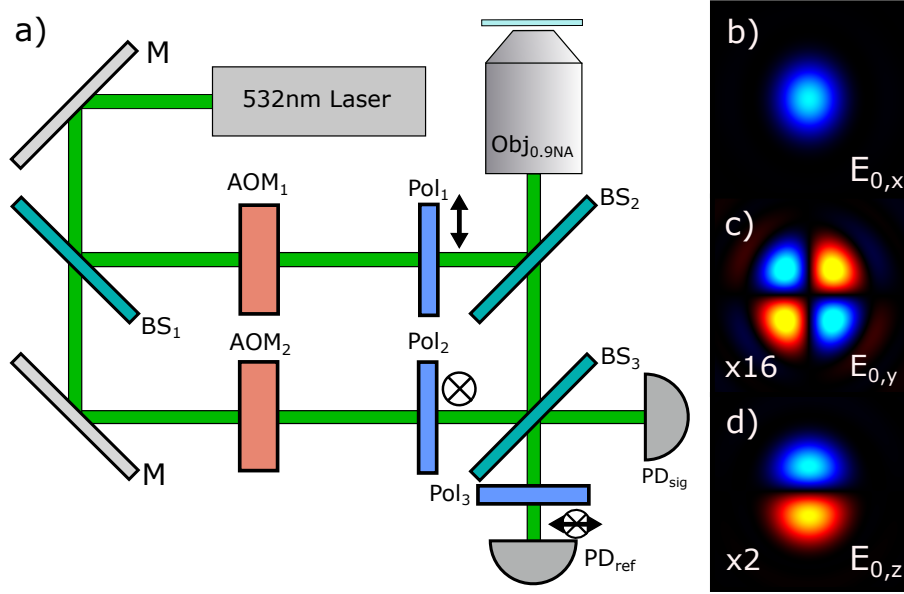 a)
M
532nm Laser
Obj0.9NA
AOM1
Pol1
BS2
BS1
AOM2
Pol2
BS3
M
PDsig
Pol3
PDref
b)
E0,x
c)
x16
E0,y
d)
x2
E0,z